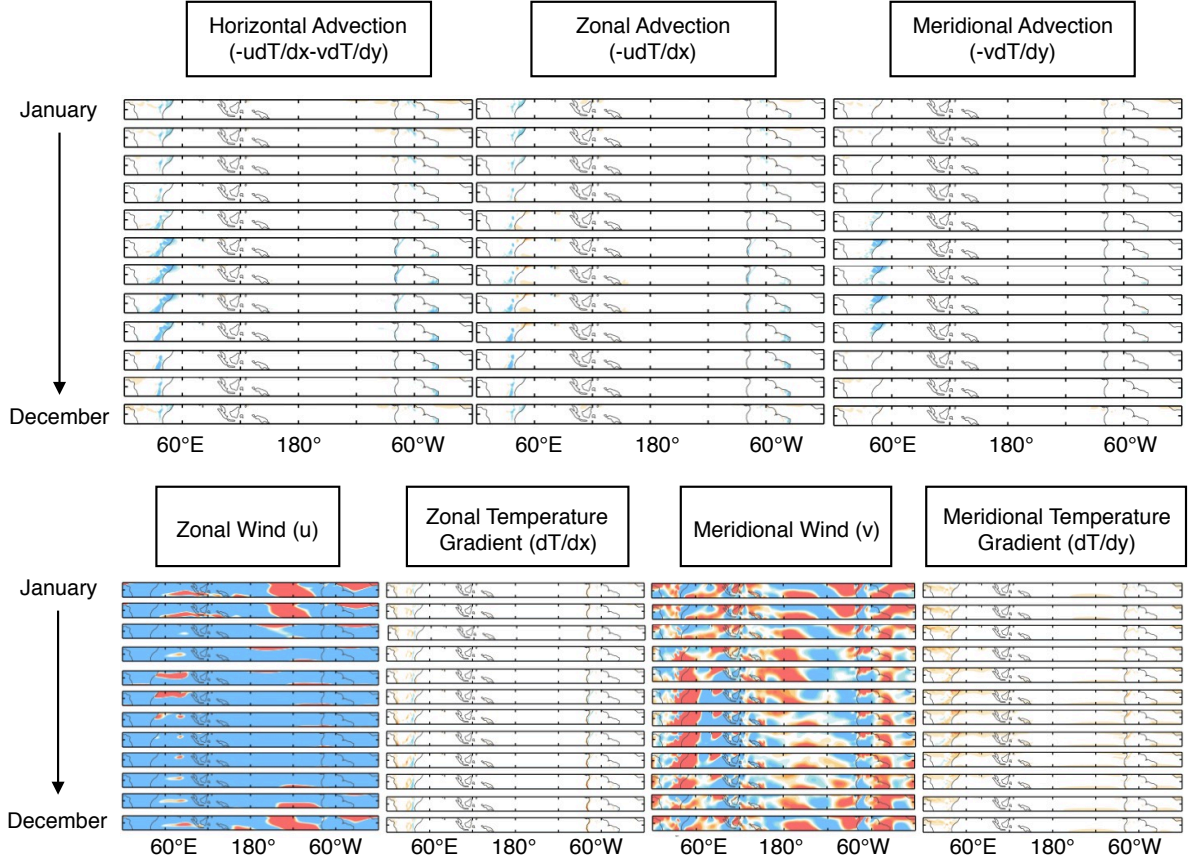 Horizontal Advection
(-udT/dx-vdT/dy)
Zonal Advection
(-udT/dx)
Meridional Advection
(-vdT/dy)
January
December
60°E 180° 60°W
60°E 180° 60°W
60°E 180° 60°W
Zonal Wind (u)
Zonal Temperature
Gradient (dT/dx)
Meridional Wind (v)
Meridional Temperature
Gradient (dT/dy)
January
December
60°E 180° 60°W
60°E 180° 60°W
60°E 180° 60°W
60°E 180° 60°W